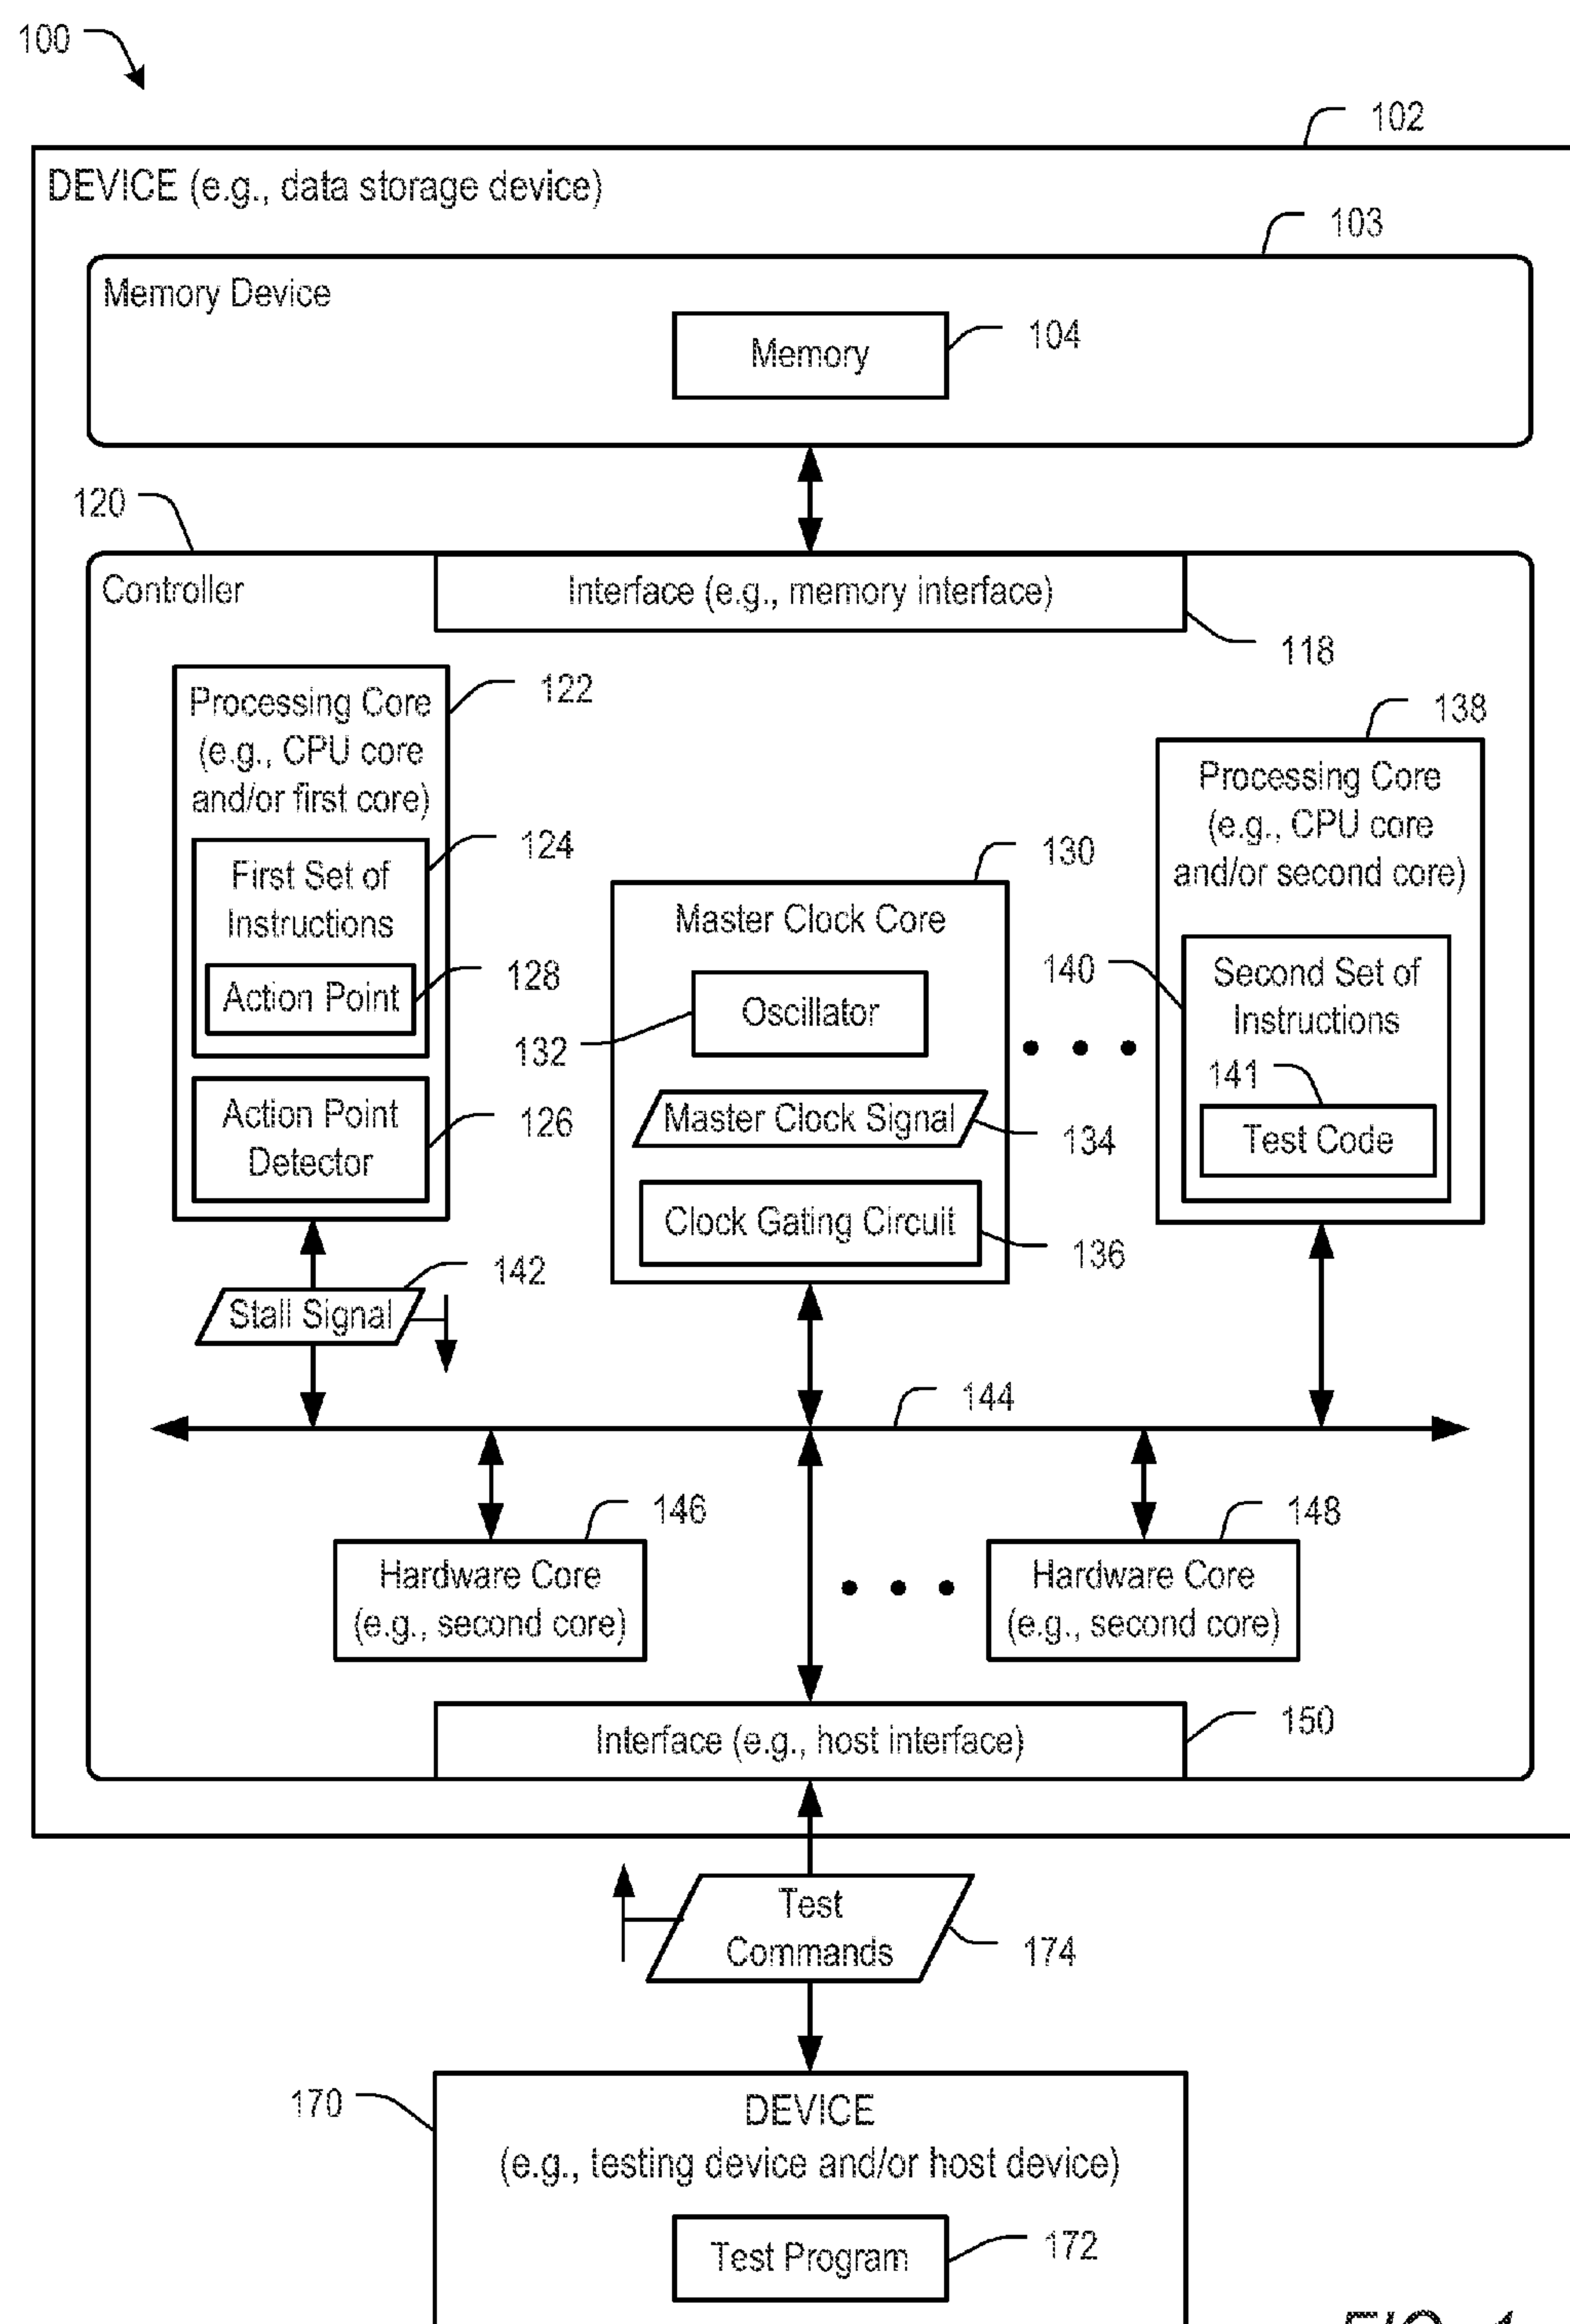 100
102
DEVICE (e.g., data storage device)
103
Memory Device
Memory
104
120
Controller
Interface (e.g., memory interface)
118
Processing Core
(e.g., CPU core
and/or first core)
122
First Set of
Instructions
124
Action Point
128
Action Point
Detector
126
Master Clock Core
130
Oscillator
132
Master Clock Signal
134
Clock Gating Circuit
136
138
Processing Core
(e.g., CPU core
and/or second core)
140
Second Set of
Instructions
141
Test Code
142
Stall Signal
144
146
Hardware Core
(e.g., second core)
148
Hardware Core
(e.g., second core)
Interface (e.g., host interface)
150
Test
Commands
174
170
DEVICE
(e.g., testing device and/or host device)
Test Program
172